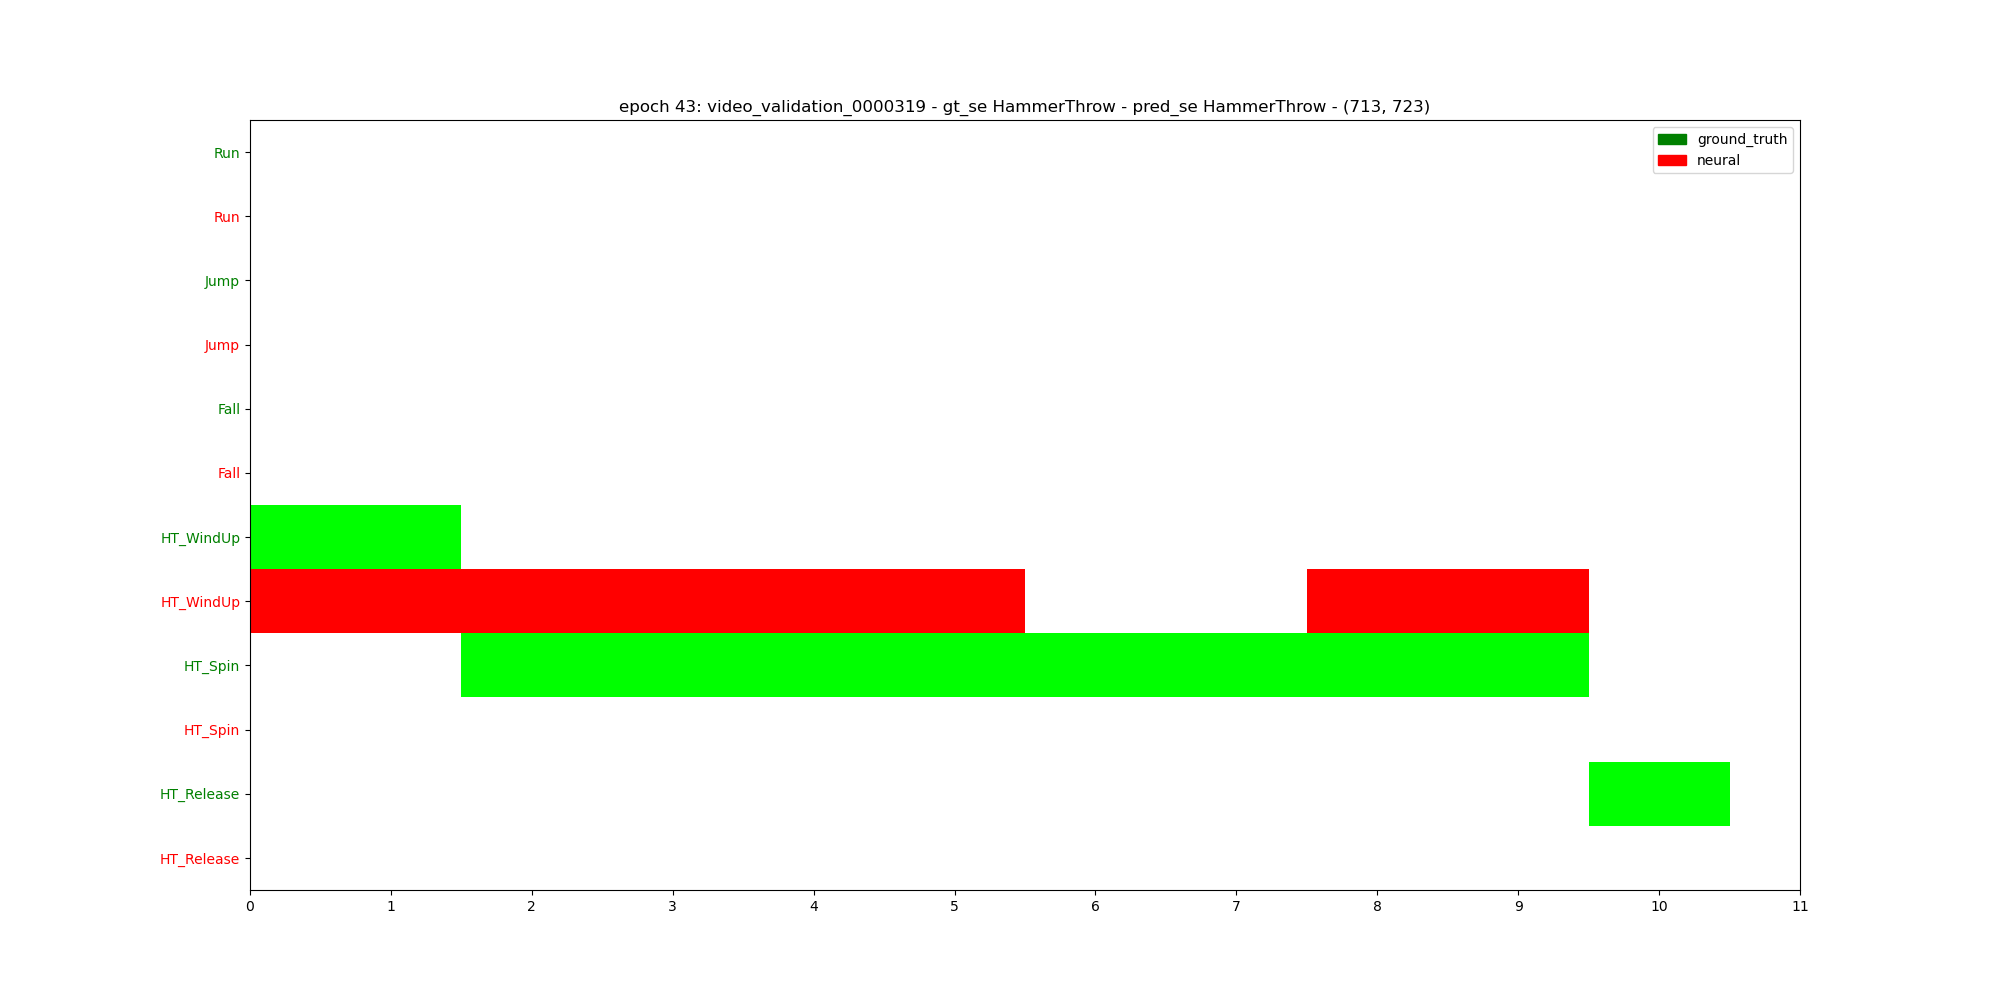 epoch 43: video_validation_0000319 - gt_se HammerThrow - pred_se HammerThrow - (713, 723)
ground_truth
neural
Run
Run
Jump
Jump
Fall
Fall
HT_WindUp
HT_WindUp
HT_Spin
HT_Spin
HT_Release
HT_Release
0 1 2 3 4 5 6 7 8 9 10 11